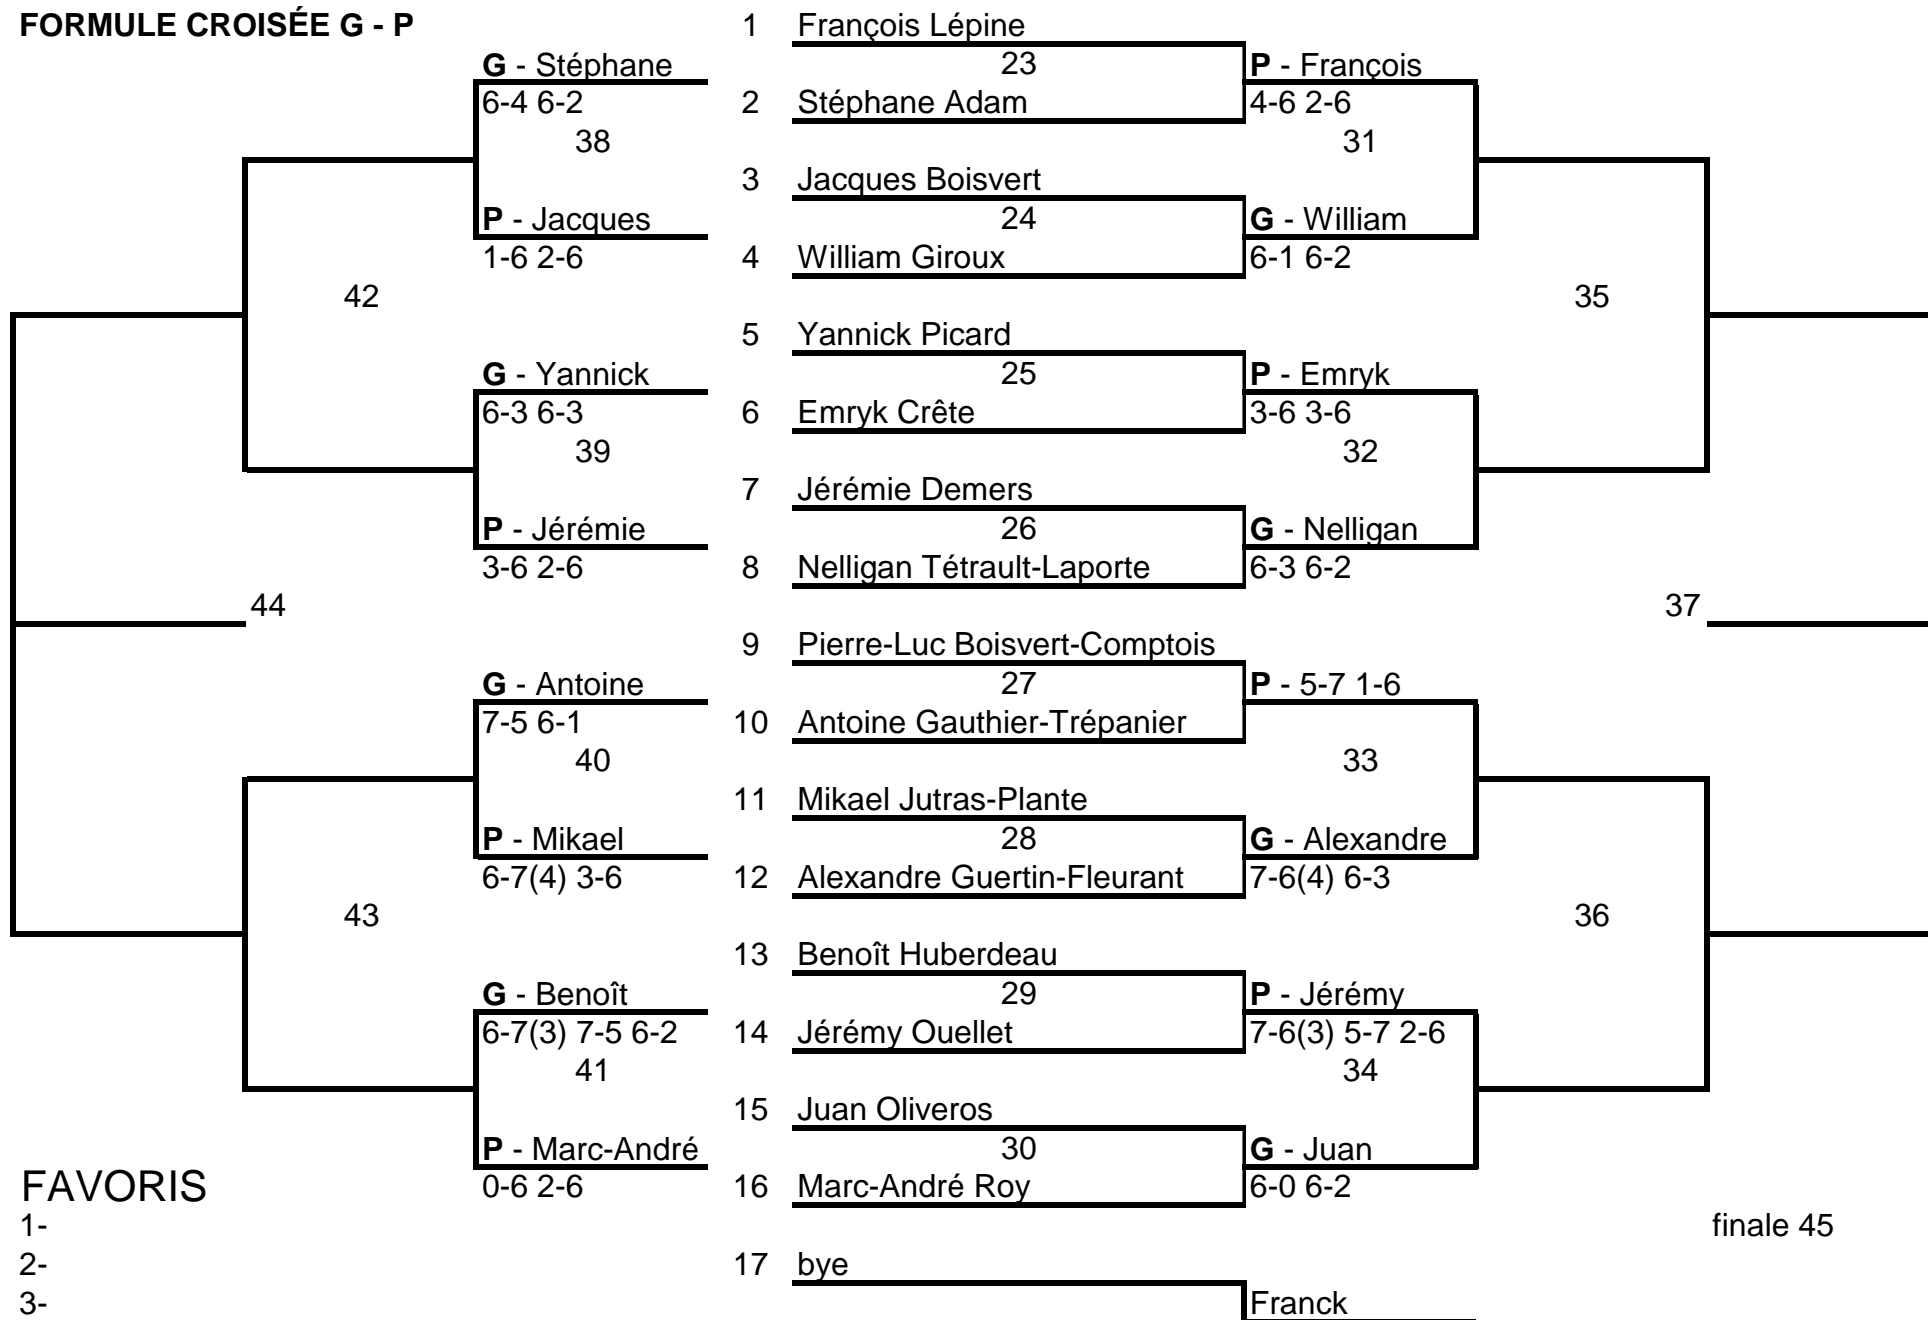 FORMULE CROISÉE G - P
1 François Lépine
G - Stéphane 23 P - François
6-4 6-2 2 Stéphane Adam 4-6 2-6
38 31
3 Jacques Boisvert
P - Jacques 24 G - William
1-6 2-6 4 William Giroux 6-1 6-2
42 35
5 Yannick Picard
G - Yannick 25 P - Emryk
6-3 6-3 6 Emryk Crête 3-6 3-6
39 32
7 Jérémie Demers
P - Jérémie 26 G - Nelligan
3-6 2-6 8 Nelligan Tétrault-Laporte 6-3 6-2
44 37
9 Pierre-Luc Boisvert-Comptois
G - Antoine 27 P - 5-7 1-6
7-5 6-1 10 Antoine Gauthier-Trépanier
40 33
11 Mikael Jutras-Plante
P - Mikael 28 G - Alexandre
6-7(4) 3-6 12 Alexandre Guertin-Fleurant 7-6(4) 6-3
43 36
13 Benoît Huberdeau
G - Benoît 29 P - Jérémy
6-7(3) 7-5 6-2 14 Jérémy Ouellet 7-6(3) 5-7 2-6
41 34
15 Juan Oliveros
P - Marc-André 30 G - Juan
0-6 2-6 16 Marc-André Roy 6-0 6-2
FAVORIS
1- finale 45
2- 17 bye
3- Franck